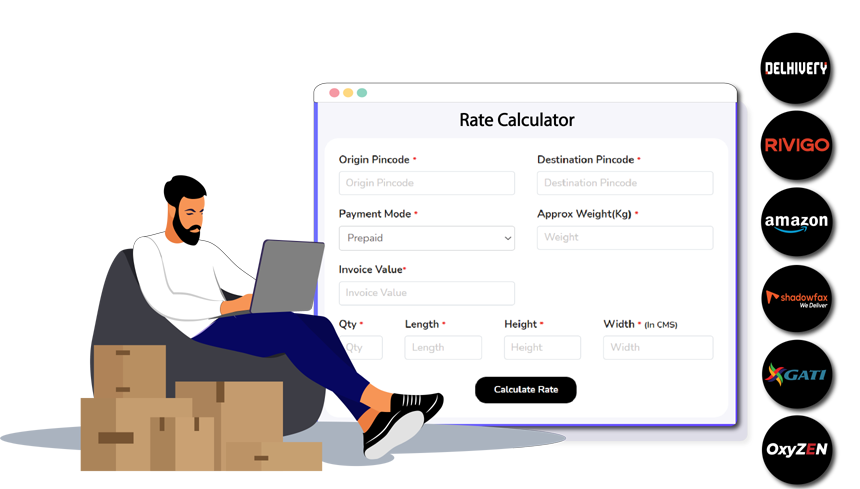 Rate Calculator
Origin Pincode * Destination Pincode *
Origin Pincode Destination Pincode
Payment Mode * Approx Weight(Kg) *
Prepaid Weight
Invoice Value*
Invoice Value
Qty * Length * Height * Width * (In CMS)
Qty Length Height Width
Calculate Rate
DELHIVERY
RIVIGO
amazon
shadowfax
We Deliver
GATI
OxyZEN